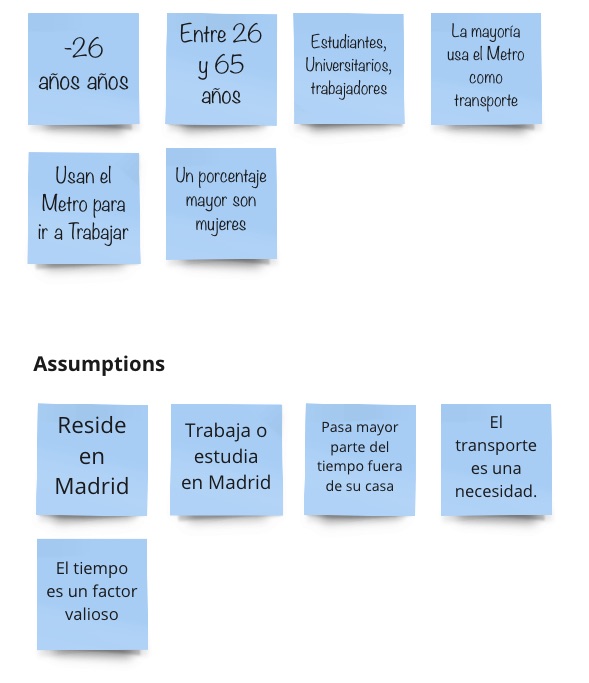 -26
años años
Entre 26
y 65
años
Estudiantes,
Universitarios,
trabajadores
La mayoría
usa el Metro
como
transporte
Usan el
Metro para
ir a Trabajar
Un porcentaje
mayor son
mujeres
Assumptions
Reside
en
Madrid
Trabaja o
estudia
en Madrid
Pasa mayor
parte del
tiempo fuera
de su casa
El
transporte
es una
necesidad.
El tiempo
es un factor
valioso